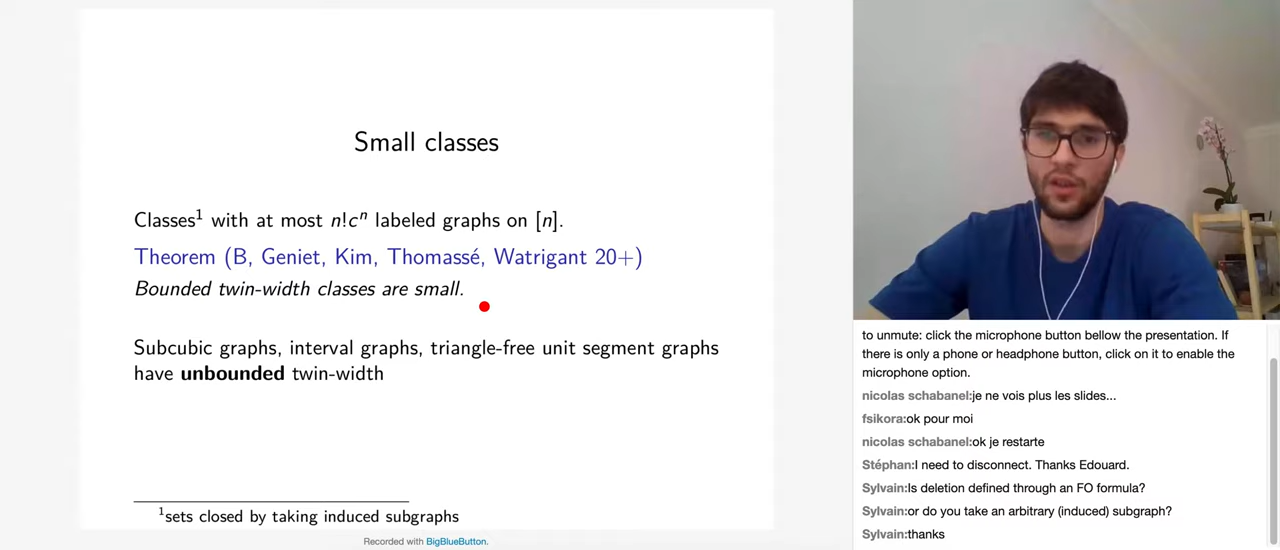 Small classes
Classes¹ with at most n!cⁿ labeled graphs on [n].
Theorem (B, Geniet, Kim, Thomassé, Watrigant 20+)
Bounded twin-width classes are small.
Subcubic graphs, interval graphs, triangle-free unit segment graphs
have unbounded twin-width
¹sets closed by taking induced subgraphs
Recorded with BigBlueButton.
to unmute: click the microphone button bellow the presentation. If
there is only a phone or headphone button, click on it to enable the
microphone option.
nicolas schabanel:je ne vois plus les slides...
fsikora:ok pour moi
nicolas schabanel:ok je restarte
Stéphan:I need to disconnect. Thanks Edouard.
Sylvain:Is deletion defined through an FO formula?
Sylvain:or do you take an arbitrary (induced) subgraph?
Sylvain:thanks